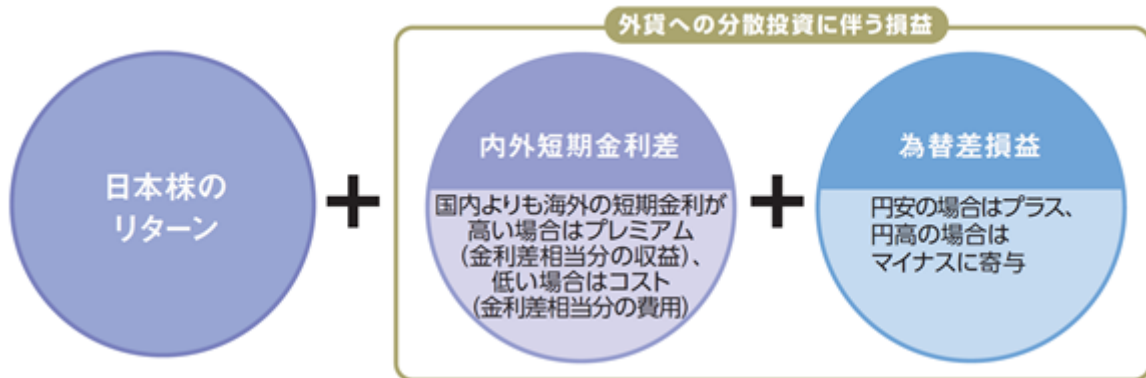 外貨への分散投資に伴う損益
日本株の
リターン
+
内外短期金利差
国内よりも海外の短期金利が
高い場合はプレミアム
(金利差相当分の収益)、
低い場合はコスト
(金利差相当分の費用)
+
為替差損益
円安の場合はプラス、
円高の場合は
マイナスに寄与